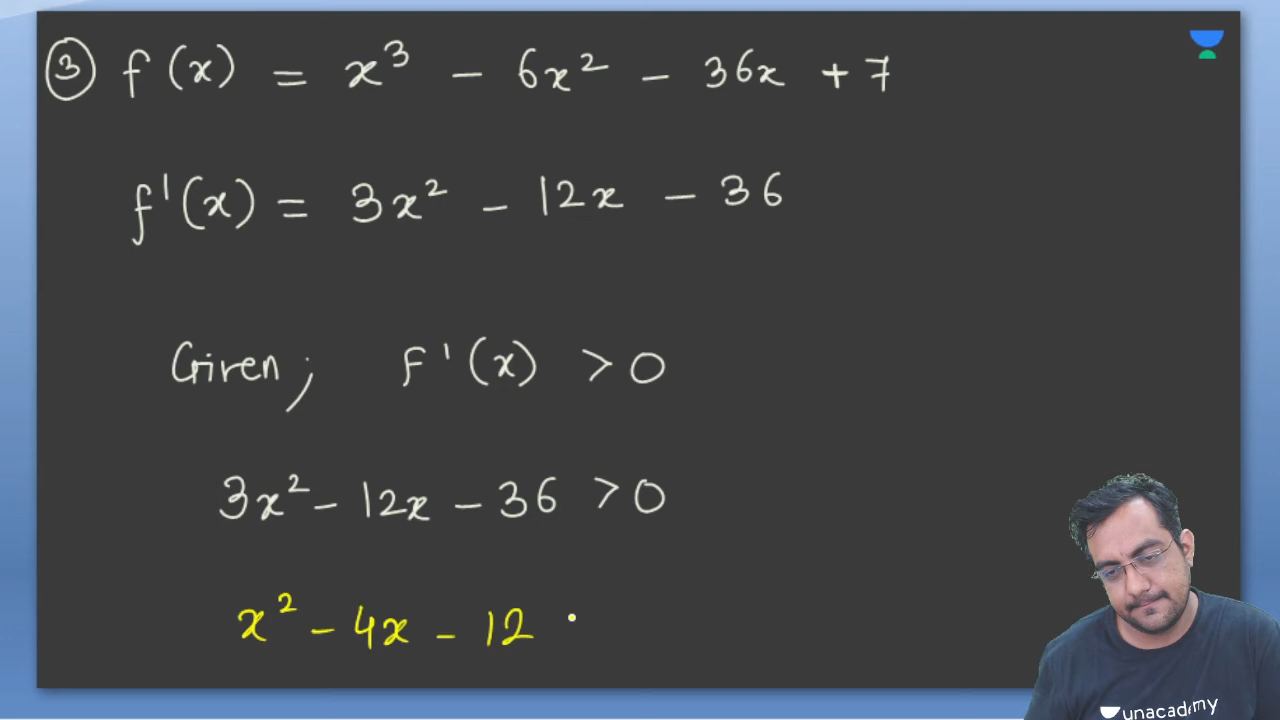 ③ f(x) = x³ - 6x² - 36x + 7
f'(x) = 3x² - 12x - 36
Given; f'(x) > 0
3x² - 12x - 36 > 0
x² - 4x - 12
unacademy